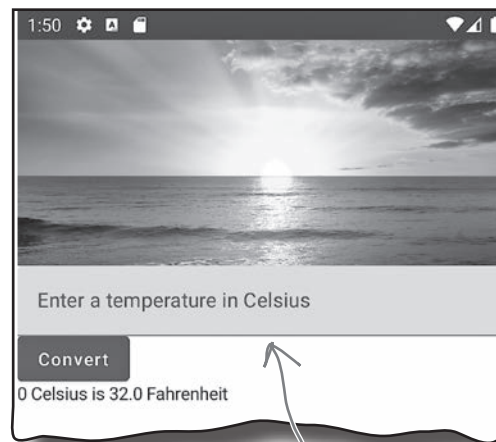 1:50
Enter a temperature in Celsius
Convert
0 Celsius is 32.0 Fahrenheit